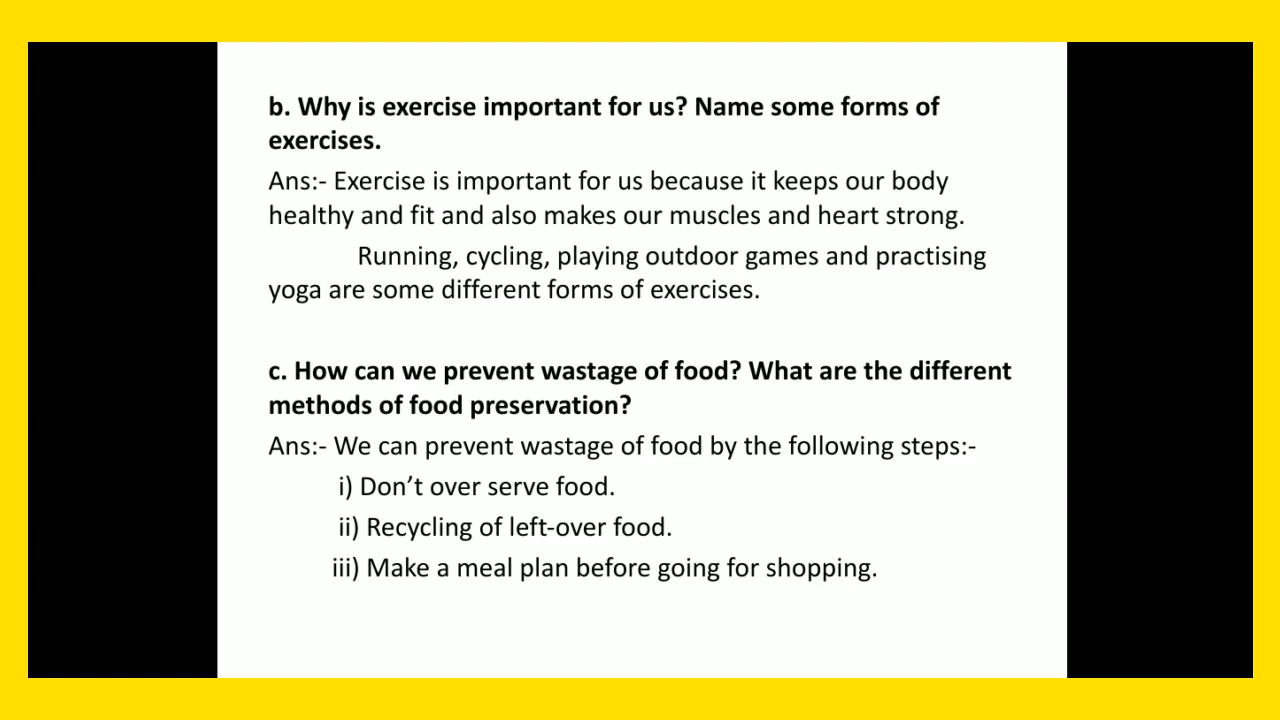 b. Why is exercise important for us? Name some forms of
exercises.
Ans:- Exercise is important for us because it keeps our body
healthy and fit and also makes our muscles and heart strong.
Running, cycling, playing outdoor games and practising
yoga are some different forms of exercises.
c. How can we prevent wastage of food? What are the different
methods of food preservation?
Ans:- We can prevent wastage of food by the following steps:-
i) Don’t over serve food.
ii) Recycling of left-over food.
iii) Make a meal plan before going for shopping.